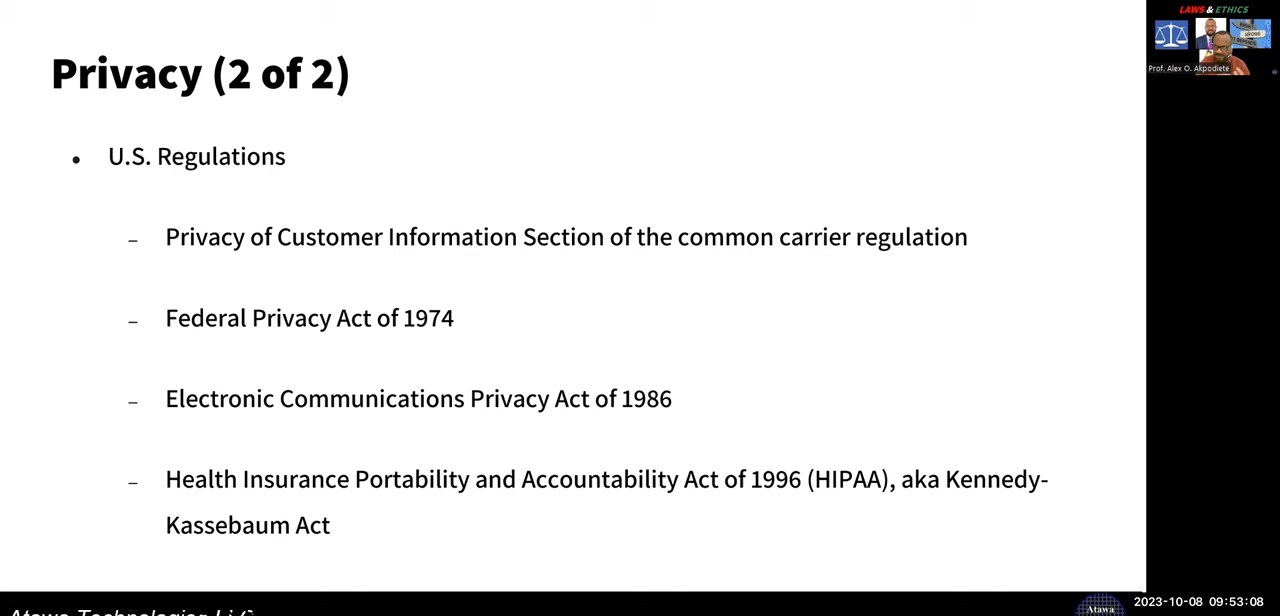 LAWS & ETHICS
Privacy (2 of 2)
Prof. Alex O. Akpodiete
• U.S. Regulations
– Privacy of Customer Information Section of the common carrier regulation
– Federal Privacy Act of 1974
– Electronic Communications Privacy Act of 1986
– Health Insurance Portability and Accountability Act of 1996 (HIPAA), aka Kennedy-
Kassebaum Act
Atawa
2023-10-08 09:53:08